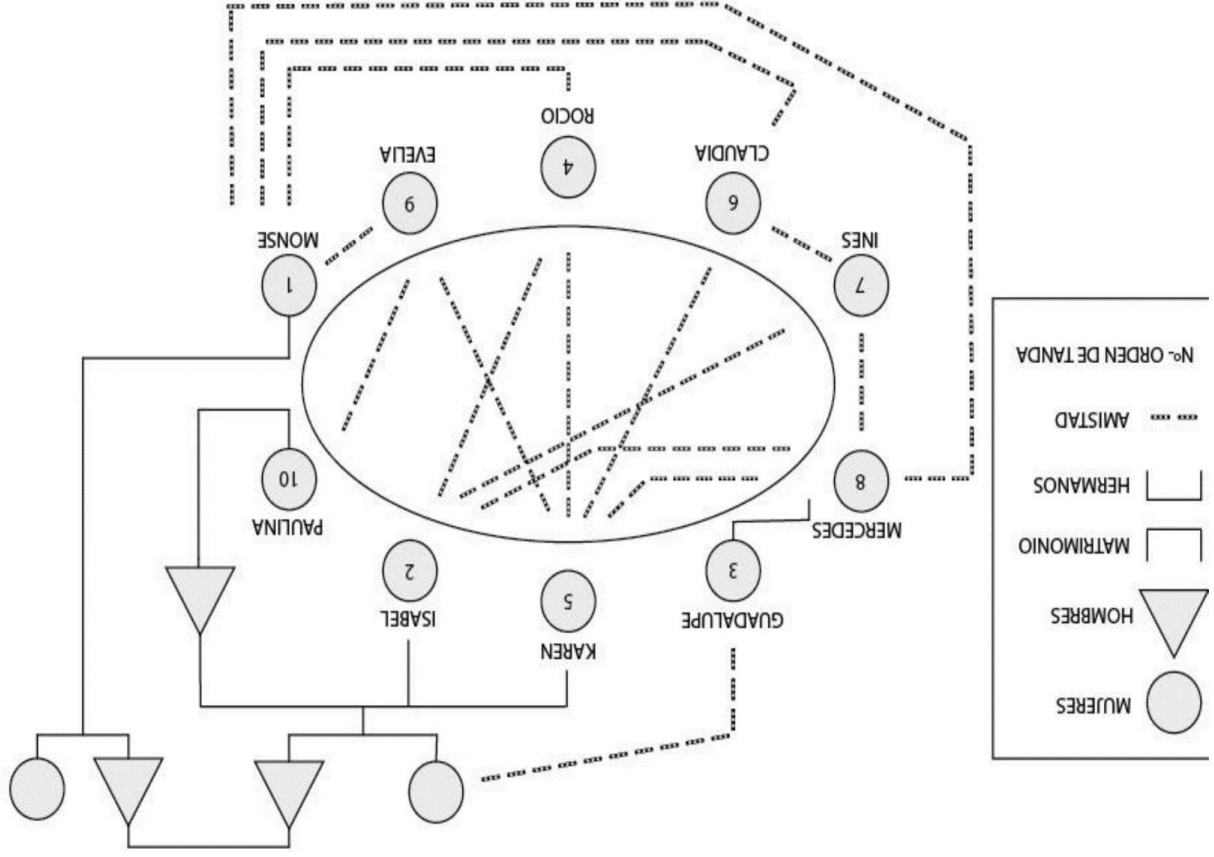 MUJERES
HOMBRES
MATRIMONIO
HERMANOS
AMISTAD
Nº- ORDEN DE TANDA
KAREN
5
GUADALUPE
3
ISABEL
2
MERCEDES
8
PAULINA
10
7
INES
1
MONSE
6
CLAUDIA
9
EVELIA
4
ROCIO